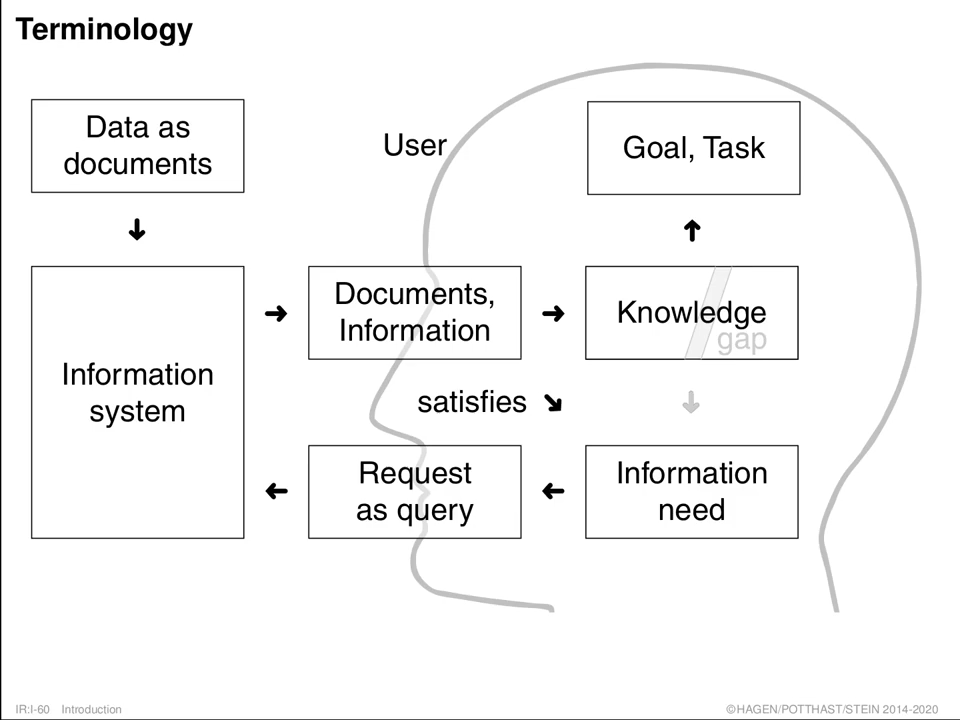 Terminology
Data as
documents
User
Goal, Task
Documents,
Information
Knowledge
gap
Information
system
satisfies
Request
as query
Information
need
IR:I-60 Introduction
©HAGEN/POTTHAST/STEIN 2014-2020